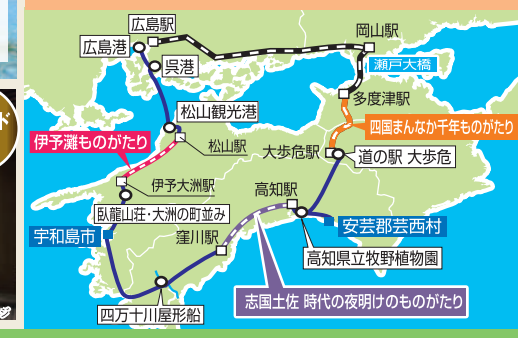 広島駅
広島港
呉港
岡山駅
瀬戸大橋
多度津駅
四国まんなか千年ものがたり
松山観光港
伊予灘ものがたり
松山駅
大歩危駅
道の駅 大歩危
伊予大洲駅
臥龍山荘・大洲の町並み
高知駅
安芸郡芸西村
宇和島市
窪川駅
高知県立牧野植物園
志国土佐 時代の夜明けのものがたり
四万十川屋形船
ド